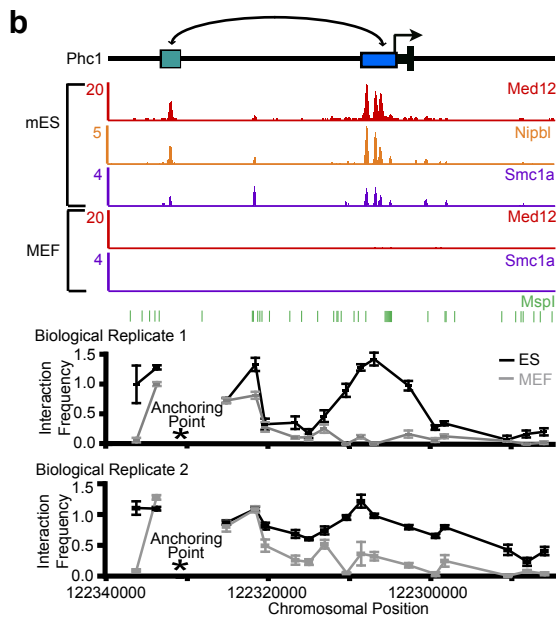 b
Phc1
mES
20
Med12
5
Nipbl
4
Smc1a
MEF
20
Med12
4
Smc1a
MspI
Biological Replicate 1
Interaction
Frequency
1.5
1.0
0.5
0.0
Anchoring
Point
*
ES
MEF
Biological Replicate 2
Interaction
Frequency
1.5
1.0
0.5
0.0
Anchoring
Point
*
122340000
122320000
122300000
Chromosomal Position